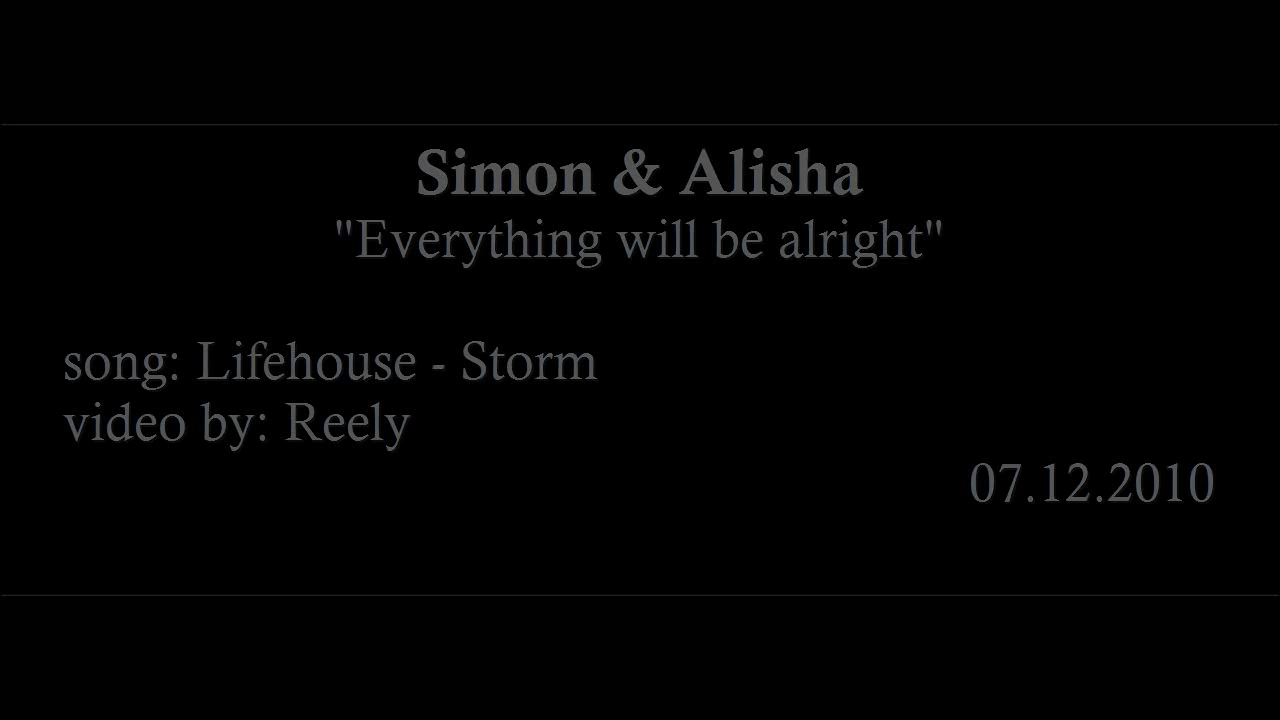 Simon & Alisha
"Everything will be alright"
song: Lifehouse - Storm
video by: Reely
07.12.2010